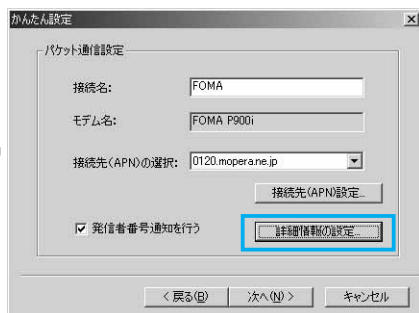 かんたん設定
パケット通信設定
接続名: FOMA
モデム名: FOMA P900i
接続先(APN)の選択: 0120.mopera.ne.jp
接続先(APN)設定...
発信者番号通知を行う 詳細情報の設定...
< 戻る(B) 次へ(N) > キャンセル